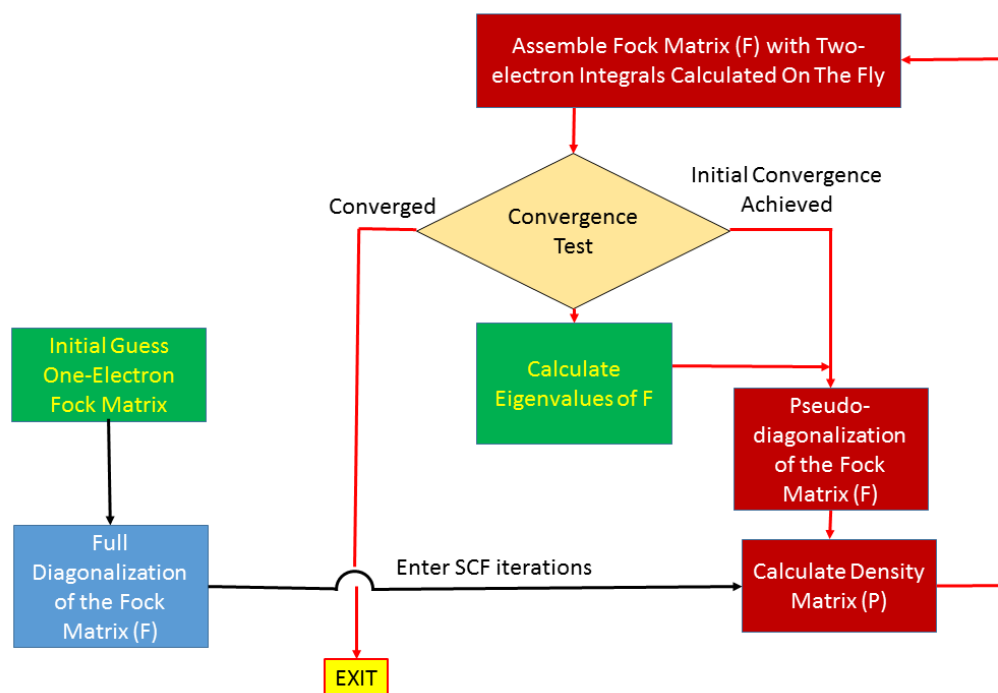 Assemble Fock Matrix (F) with Two-
electron Integrals Calculated On The Fly
Initial Convergence
Achieved
Converged
Convergence
Test
Initial Guess
One-Electron
Fock Matrix
Calculate
Eigenvalues of F
Pseudo-
diagonalization
of the Fock
Matrix (F)
Full
Diagonalization
of the Fock
Matrix (F)
Enter SCF iterations
Calculate Density
Matrix (P)
EXIT